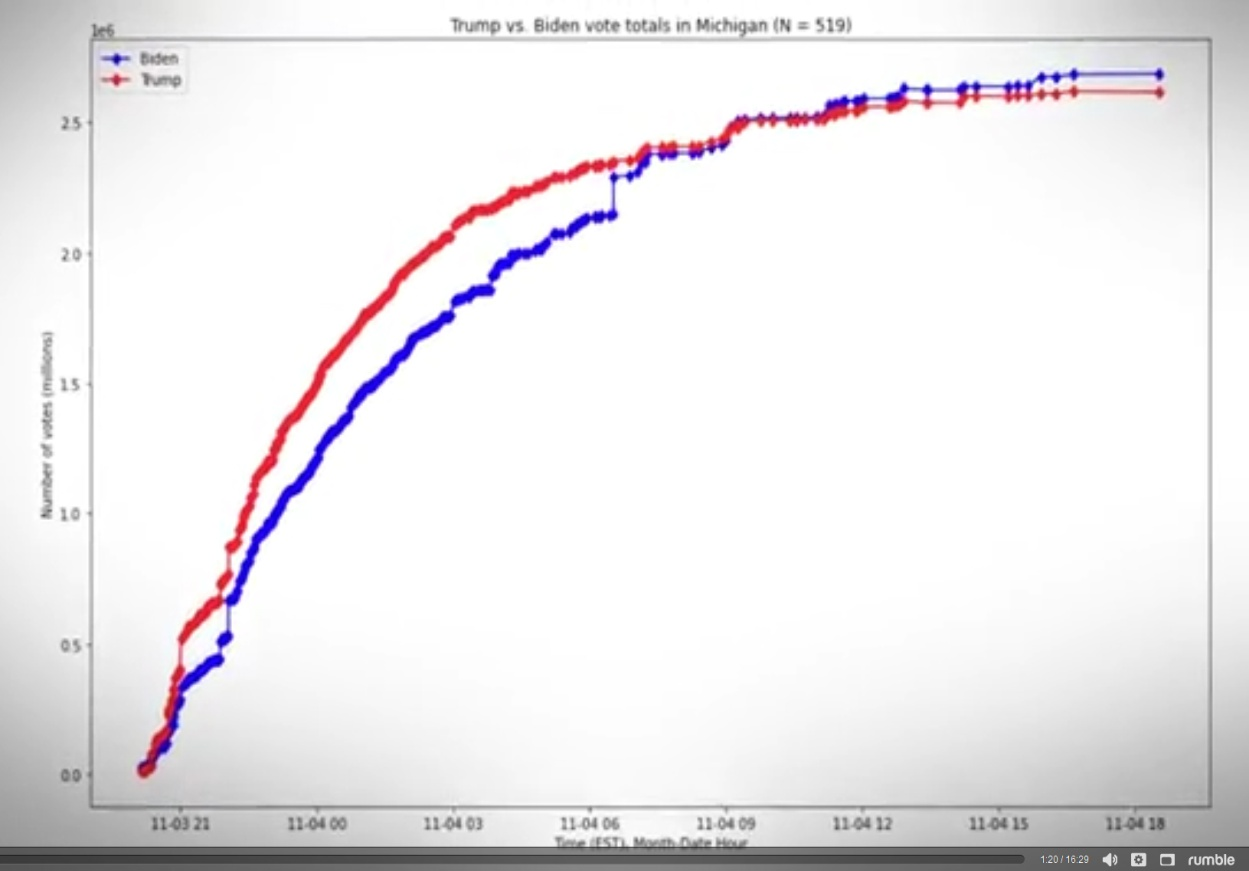 Trump vs. Biden vote totals in Michigan (N = 519)
1e6
Biden
Trump
2.5
2.0
1.5
1.0
0.5
0.0
Number of votes (millions)
11-03 21 11-04 00 11-04 03 11-04 06 11-04 09 11-04 12 11-04 15 11-04 18
Time (EST), Month-Date Hour
1:20 / 16:29 rumble